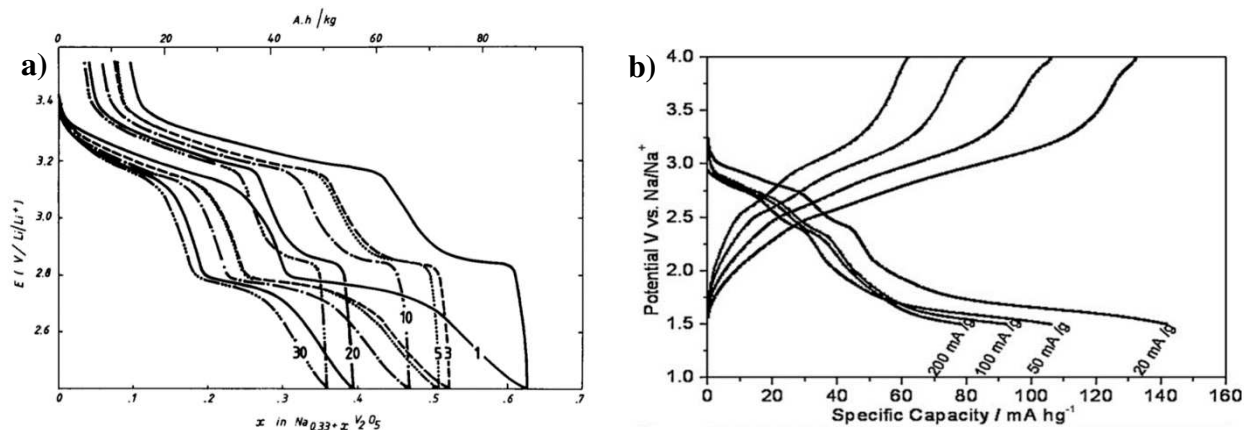 A.h/kg
0 20 40 60 80
a)
3.4
3.2
3.0
2.8
2.6
E (V/Li/Li+)
30 20 10 53 1
0 .1 .2 .3 .4 .5 .6 0.7
x in Na0.33+x V2O5
b)
4.0
3.5
3.0
2.5
2.0
1.5
1.0
Potential V vs. Na/Na+
200 mA/g
100 mA/g
50 mA/g
20 mA/g
0 20 40 60 80 100 120 140 160
Specific Capacity / mA hg-1